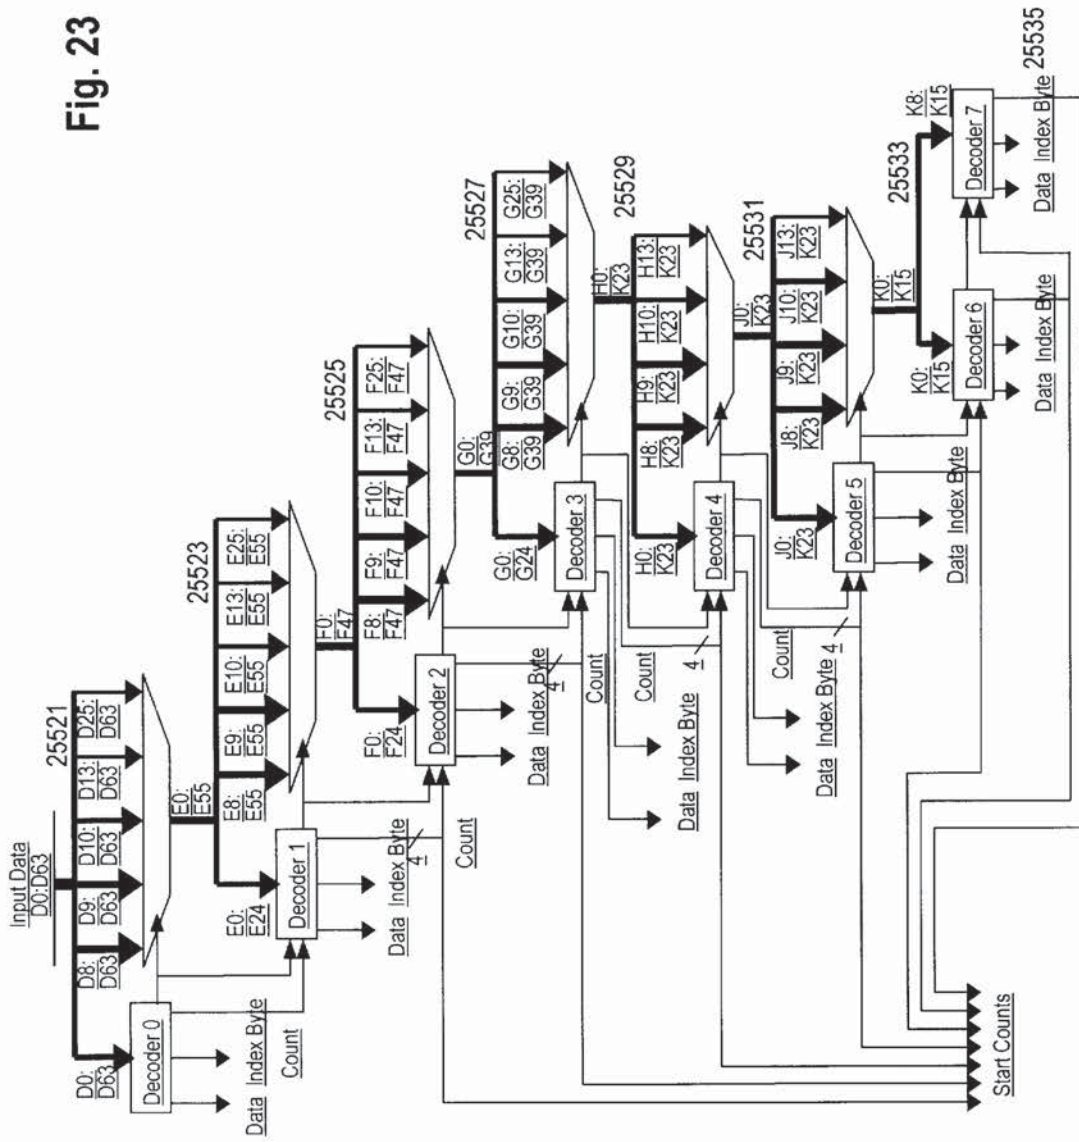 Fig. 23
Input Data
D0:D63
25521
D0:
D63
D8:
D63
D9:
D63
D10:
D63
D13:
D63
D25:
D63
Decoder 0
Data
Index Byte
Count
E0:
E55
25523
E0:
E24
E8:
E55
E9:
E55
E10:
E55
E13:
E55
E25:
E55
Decoder 1
Data
Index Byte
4
Count
F0:
F47
25525
F0:
F24
F8:
F47
F9:
F47
F10:
F47
F13:
F47
F25:
F47
Decoder 2
Data
Index Byte
4
Count
G0:
G39
25527
G0:
G24
G8:
G39
G9:
G39
G10:
G39
G13:
G39
G25:
G39
Decoder 3
Data
Index Byte
4
Count
H0:
K23
25529
H0:
K23
H8:
K23
H9:
K23
H10:
K23
H13:
K23
Decoder 4
Data
Index Byte
4
Count
J0:
K23
25531
J0:
K23
J8:
K23
J9:
K23
J10:
K23
J13:
K23
Decoder 5
Data
Index Byte
K0:
K15
25533
K0:
K15
K8:
K15
Decoder 6
Data
Index Byte
Decoder 7
Data
Index Byte
25535
Start Counts